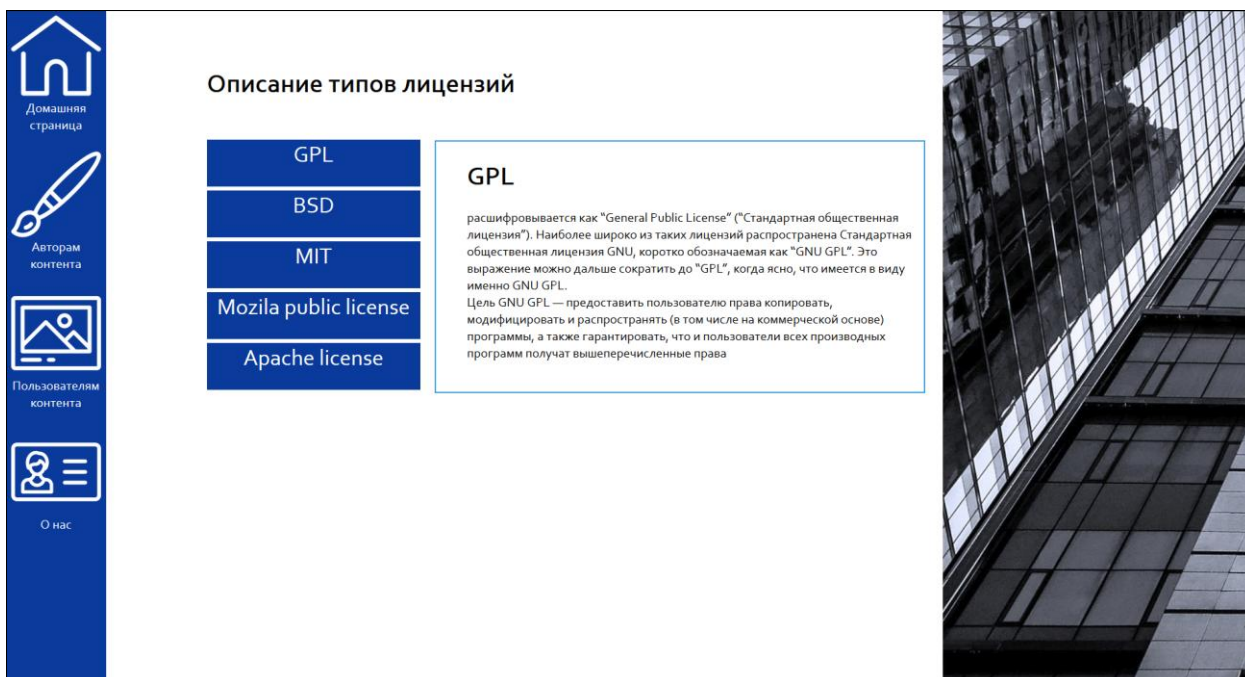 Домашняя
страница
Авторам
контента
Пользователям
контента
О нас
Описание типов лицензий
GPL
BSD
MIT
Mozila public license
Apache license
GPL
расшифровывается как “General Public License” (“Стандартная общественная
лицензия”). Наиболее широко из таких лицензий распространена Стандартная
общественная лицензия GNU, коротко обозначаемая как “GNU GPL”. Это
выражение можно дальше сократить до “GPL”, когда ясно, что имеется в виду
именно GNU GPL.
Цель GNU GPL — предоставить пользователю права копировать,
модифицировать и распространять (в том числе на коммерческой основе)
программы, а также гарантировать, что и пользователи всех производных
программ получат вышеперечисленные права